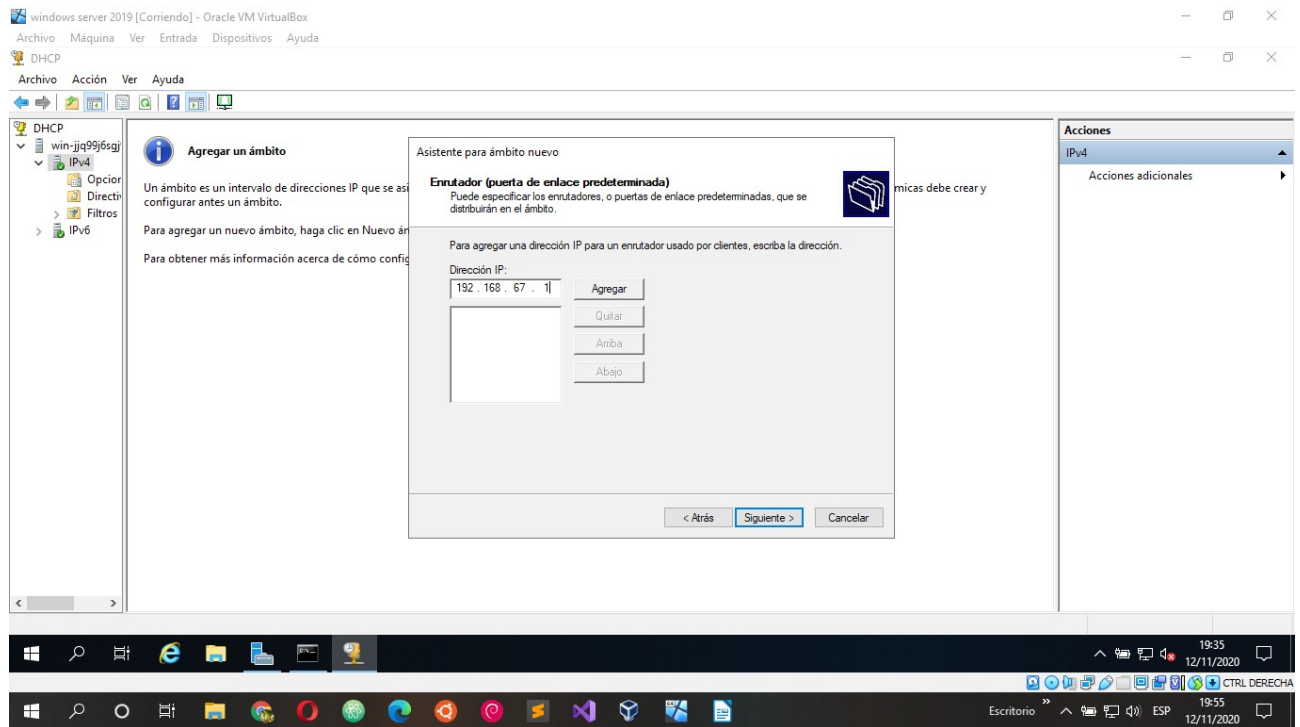 windows server 2019 [Corriendo] - Oracle VM VirtualBox
Archivo Máquina Ver Entrada Dispositivos Ayuda
DHCP
Archivo Acción Ver Ayuda
DHCP
win-jjq99j6sgj
IPv4
Opcior
Directiv
Filtros
IPv6
Agregar un ámbito
Un ámbito es un intervalo de direcciones IP que se asi
micas debe crear y
configurar antes un ámbito.
Para agregar un nuevo ámbito, haga clic en Nuevo án
Para obtener más información acerca de cómo config
Asistente para ámbito nuevo
Enrutador (puerta de enlace predeterminada)
Puede especificar los enrutadores, o puertas de enlace predeterminadas, que se
distribuirán en el ámbito.
Para agregar una dirección IP para un enrutador usado por clientes, escriba la dirección.
Dirección IP:
192 . 168 . 67 . 1
Agregar
Quitar
Arriba
Abajo
< Atrás Siguiente > Cancelar
Acciones
IPv4
Acciones adicionales
19:35
12/11/2020
CTRL DERECHA
Escritorio
ESP
19:55
12/11/2020